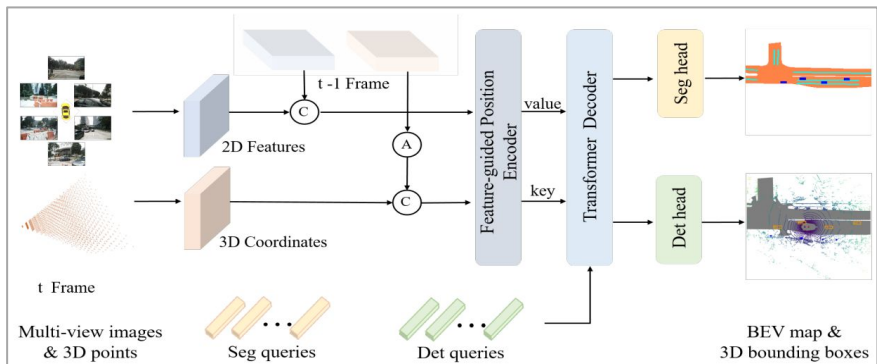 t -1 Frame
C
2D Features
A
C
3D Coordinates
t Frame
Multi-view images
& 3D points
Seg queries
Det queries
Feature-guided Position
Encoder
value
key
Transformer Decoder
Seg head
Det head
BEV map &
3D bounding boxes